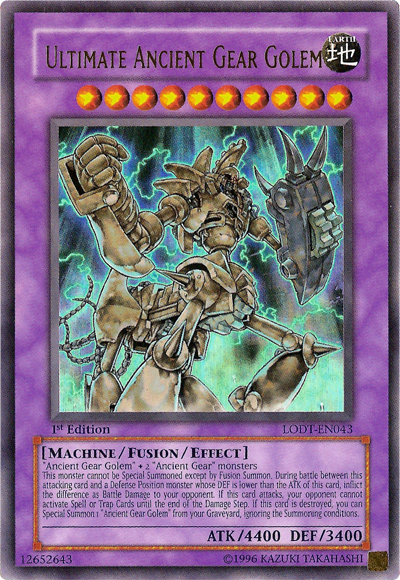 ULTIMATE ANCIENT GEAR GOLEM
EARTH
地
1st Edition
LODT-EN043
[MACHINE / FUSION / EFFECT]
"Ancient Gear Golem" + 2 "Ancient Gear" monsters
This monster cannot be Special Summoned except by Fusion Summon. During battle between this
attacking card and a Defense Position monster whose DEF is lower than the ATK of this card, inflict
the difference as Battle Damage to your opponent. If this card attacks, your opponent cannot
activate Spell or Trap Cards until the end of the Damage Step. If this card is destroyed, you can
Special Summon 1 "Ancient Gear Golem" from your Graveyard, ignoring the Summoning conditions.
ATK/4400 DEF/3400
12652643
©1996 KAZUKI TAKAHASHI